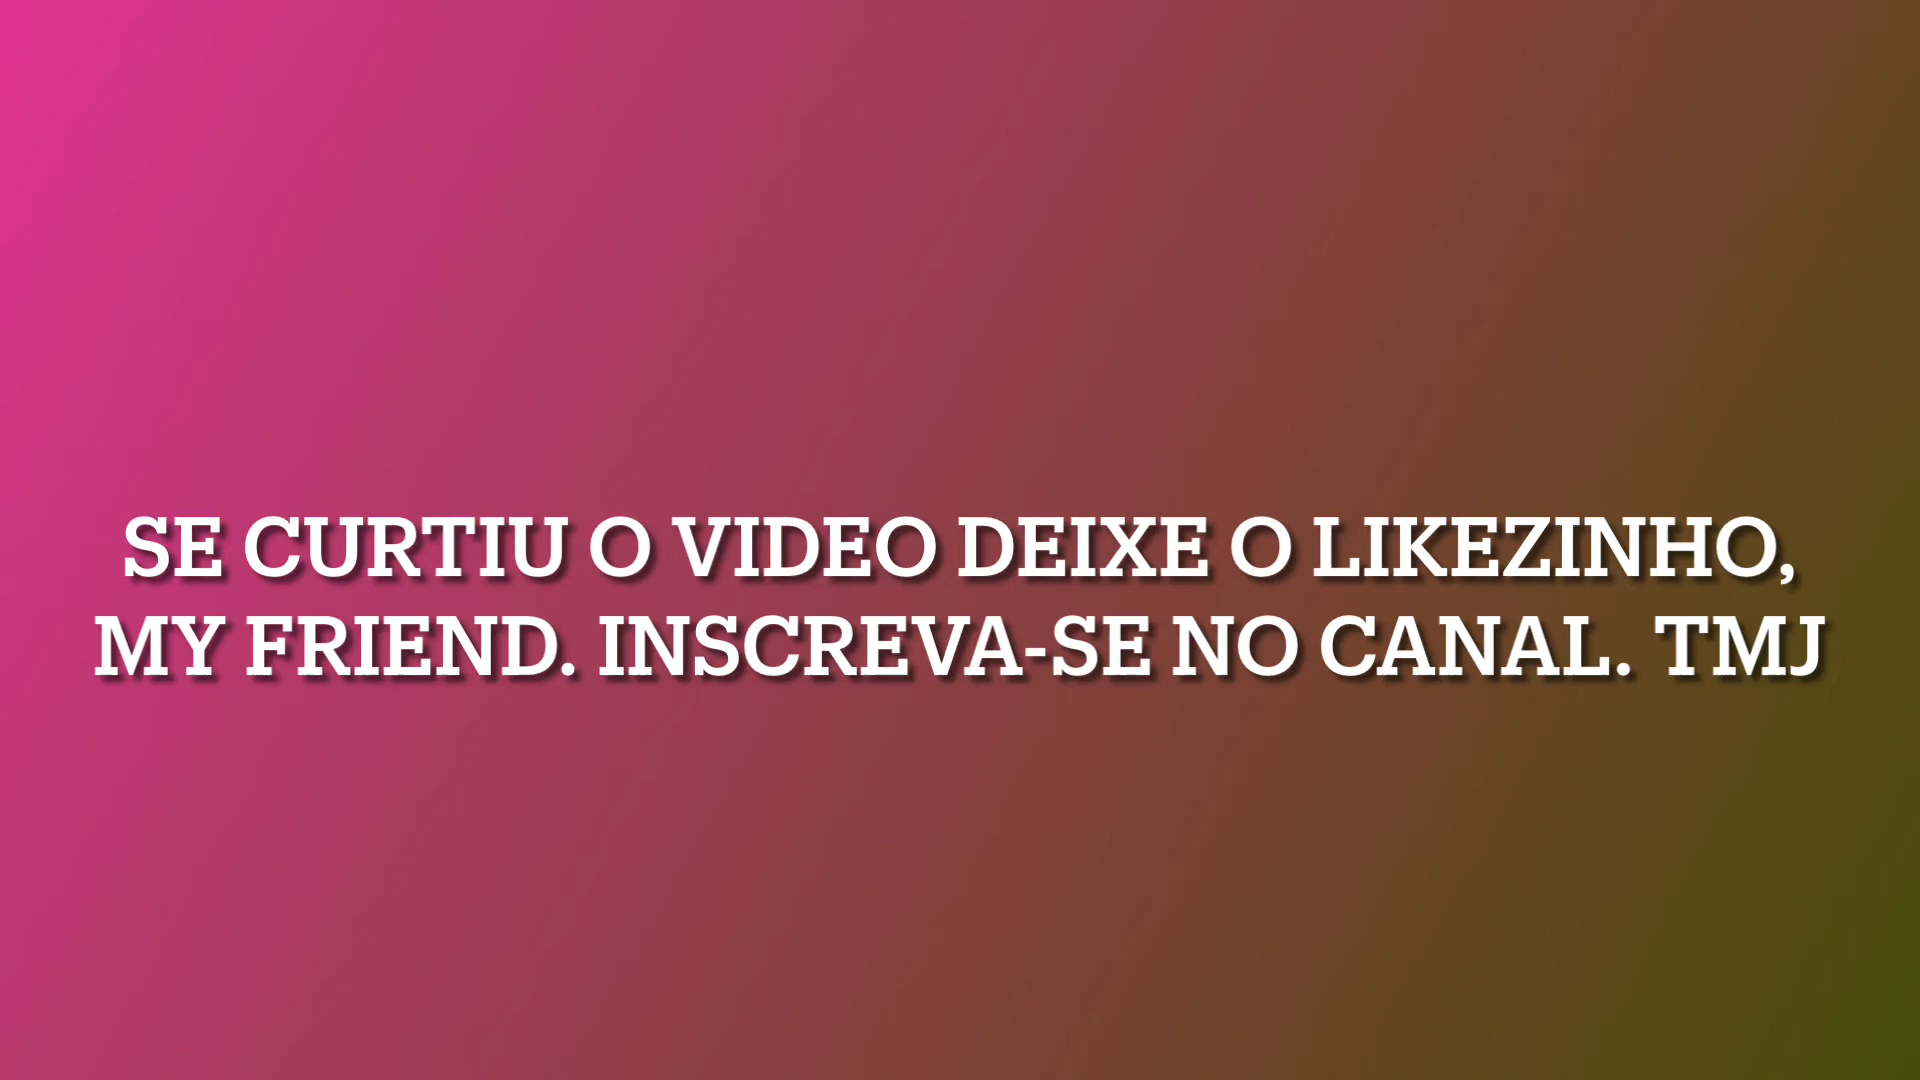 SE CURTIU O VIDEO DEIXE O LIKEZINHO,
MY FRIEND. INSCREVA-SE NO CANAL. TMJ